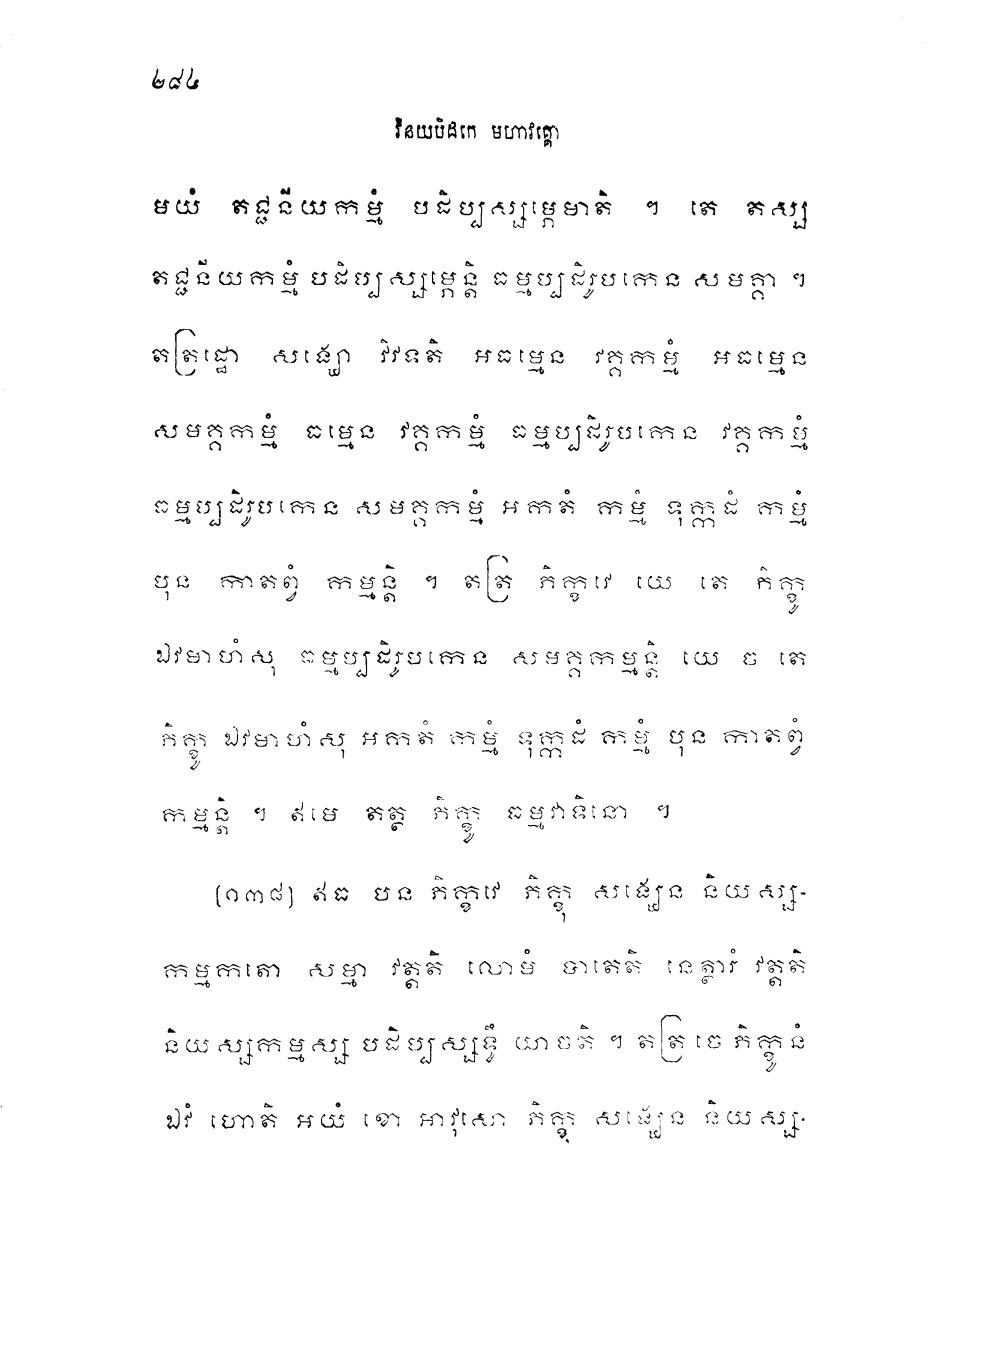 ២៨៤
វិនយបិដកេ មហាវគ្គោ
មយំ តជ្ជនីយកម្មំ បដិប្បស្សម្ភេមាតិ ។ តេ តស្ស
តជ្ជនីយកម្មំ បដិប្បស្សម្ភេន្តិ ធម្មប្បដិរូបកេន សមគ្គា ។
តត្រដ្ឋោ សង្ឃោ វិវទតិ អធម្មេន វគ្គកម្មំ អធម្មេន
សមគ្គកម្មំ ធម្មេន វគ្គកម្មំ ធម្មប្បដិរូបកេន វគ្គកម្មំ
ធម្មប្បដិរូបកេន សមគ្គកម្មំ អកតំ កម្មំ ទុក្កដំ កម្មំ
បុន កាតព្វំ កម្មន្តិ ។ តត្រ ភិក្ខវេ យេ តេ ភិក្ខូ
ឯវមាហំសុ ធម្មប្បដិរូបកេន សមគ្គកម្មន្តិ យេ ច តេ
ភិក្ខូ ឯវមាហំសុ អកតំ កម្មំ ទុក្កដំ កម្មំ បុន កាតព្វំ
កម្មន្តិ ។ ឥមេ តត្ថ ភិក្ខូ ធម្មវាទិនោ ។
(១៣៨) ឥធ បន ភិក្ខវេ ភិក្ខុ សង្ឃេន និយស្ស-
កម្មកតោ សម្មា វត្តតិ លោមំ បាតេតិ នេត្ថារំ វត្តតិ
និយស្សកម្មស្ស បដិប្បស្សទ្ធឹ យាចតិ ។ តត្រ ចេ ភិក្ខូនំ
ឯវំ ហោតិ អយំ ខោ អាវុសោ ភិក្ខុ សង្ឃេន និយស្ស-